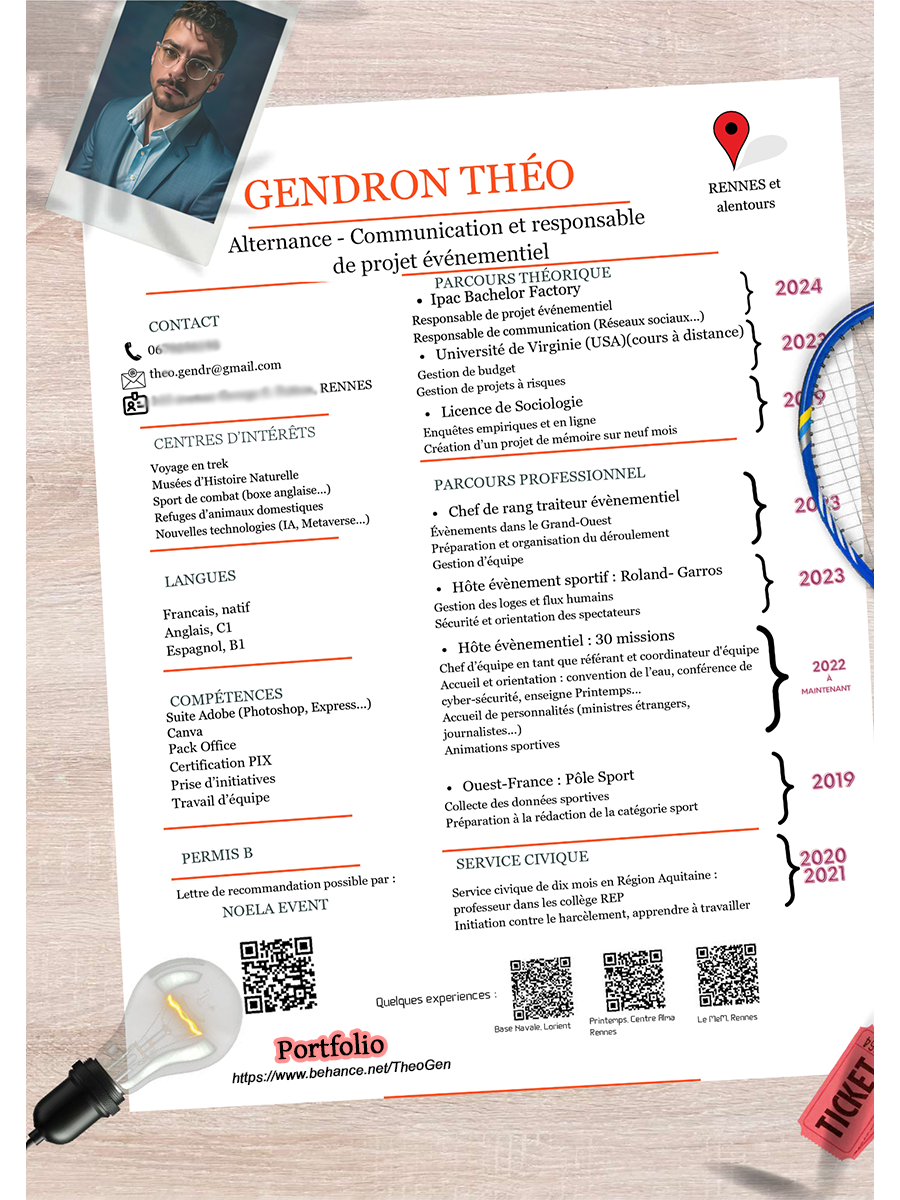 GENDRON THÉO
Alternance - Communication et responsable
de projet événementiel
RENNES et
alentours
CONTACT
06
theo.gendr@gmail.com
, RENNES
CENTRES D'INTÉRÊTS
Voyage en trek
Musées d'Histoire Naturelle
Sport de combat (boxe anglaise...)
Refuges d'animaux domestiques
Nouvelles technologies (IA, Metaverse...)
LANGUES
Francais, natif
Anglais, C1
Espagnol, B1
COMPÉTENCES
Suite Adobe (Photoshop, Express...)
Canva
Pack Office
Certification PIX
Prise d'initiatives
Travail d'équipe
PERMIS B
Lettre de recommandation possible par :
NOELA EVENT
PARCOURS THÉORIQUE
• Ipac Bachelor Factory
2024
Responsable de projet événementiel
Responsable de communication (Réseaux sociaux...)
• Université de Virginie (USA)(cours à distance)
2023
Gestion de budget
Gestion de projets à risques
• Licence de Sociologie
Enquêtes empiriques et en ligne
Création d'un projet de mémoire sur neuf mois
PARCOURS PROFESSIONNEL
• Chef de rang traiteur évènementiel
Évènements dans le Grand-Ouest
Préparation et organisation du déroulement
Gestion d'équipe
• Hôte évènement sportif : Roland- Garros
2023
Gestion des loges et flux humains
Sécurité et orientation des spectateurs
• Hôte évènementiel : 30 missions
Chef d'équipe en tant que référant et coordinateur d'équipe
Accueil et orientation : convention de l'eau, conférence de
cyber-sécurité, enseigne Printemps...
Accueil de personnalités (ministres étrangers,
journalistes...)
Animations sportives
2022
À
MAINTENANT
• Ouest-France : Pôle Sport
2019
Collecte des données sportives
Préparation à la rédaction de la catégorie sport
SERVICE CIVIQUE
2020
2021
Service civique de dix mois en Région Aquitaine :
professeur dans les collège REP
Initiation contre le harcèlement, apprendre à travailler
Quelques experiences :
Base Navale, Lorient
Printemps, Centre Alma
Rennes
Le MeM, Rennes
Portfolio
https://www.behance.net/TheoGen
TICKET